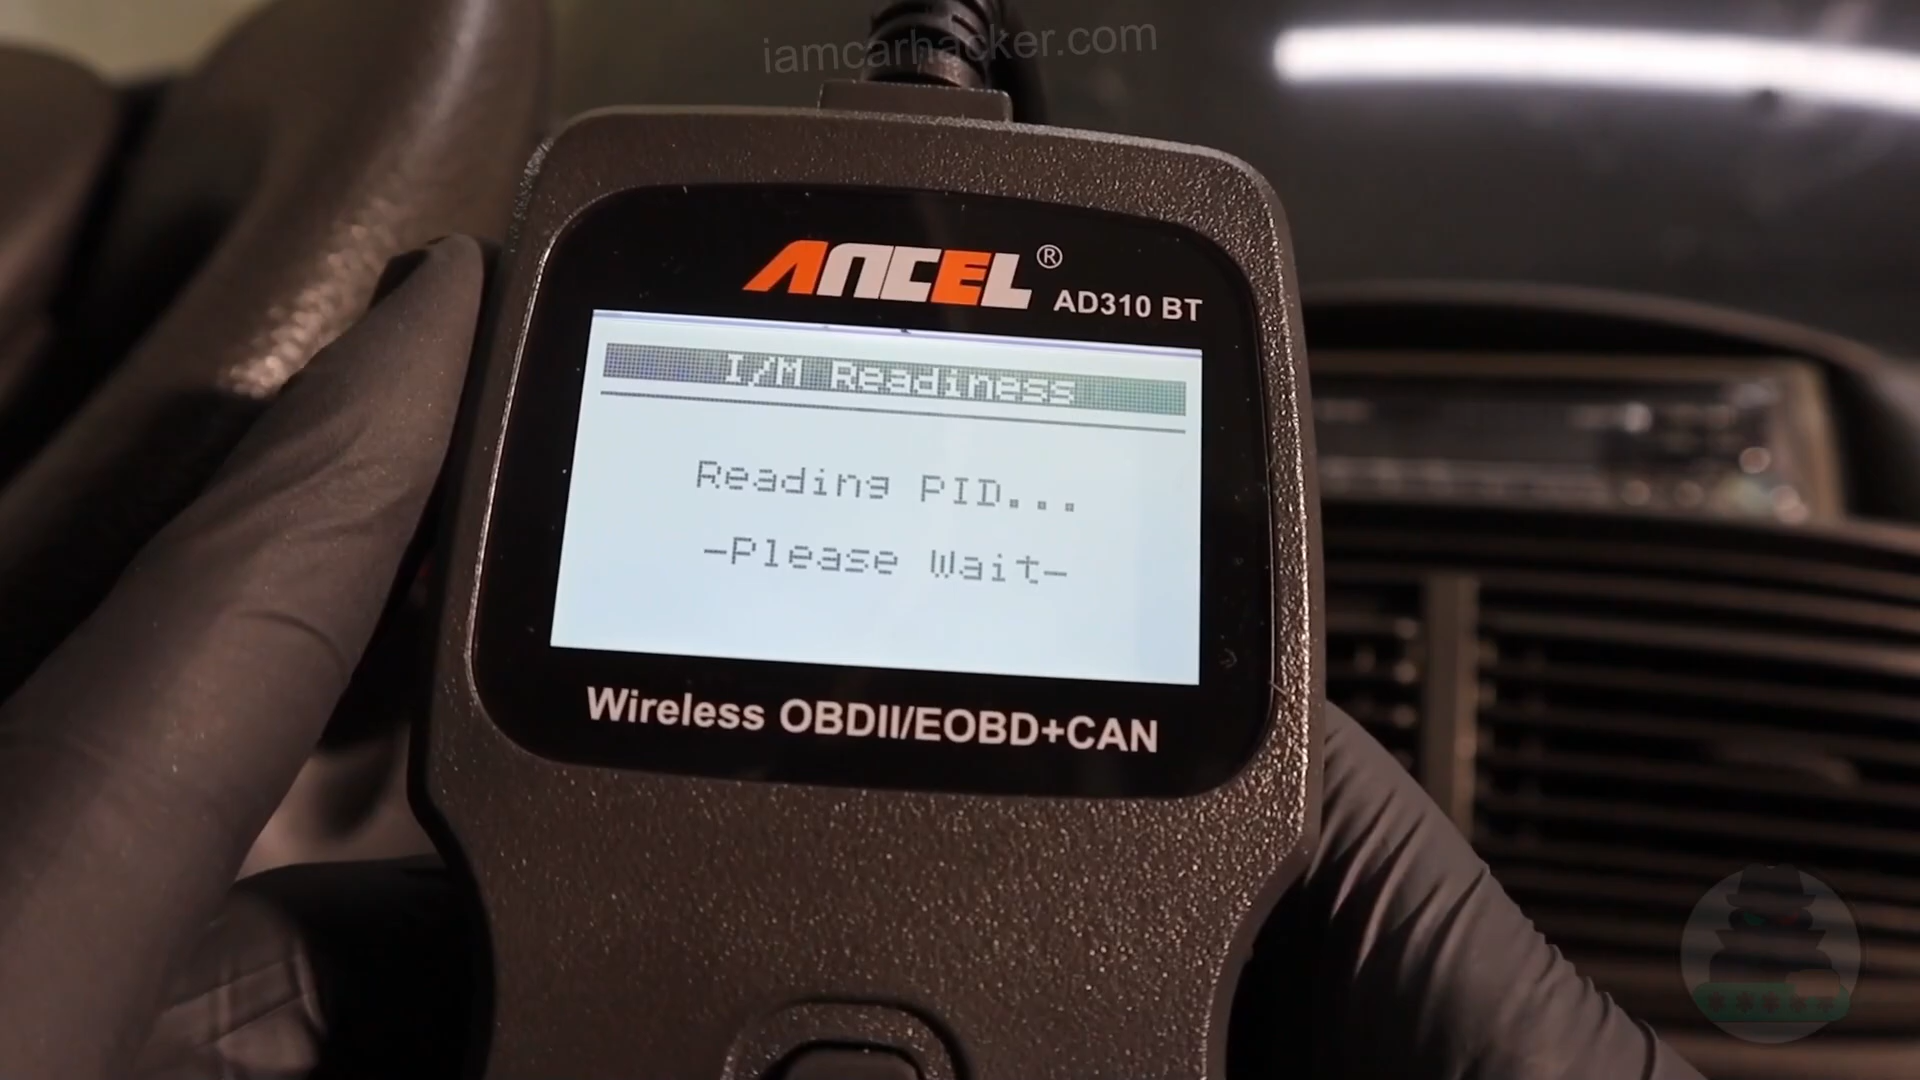 iamcarhacker.com
ANCEL®
AD310 BT
I/M Readiness
Reading PID...
-Please Wait-
Wireless OBDII/EOBD+CAN